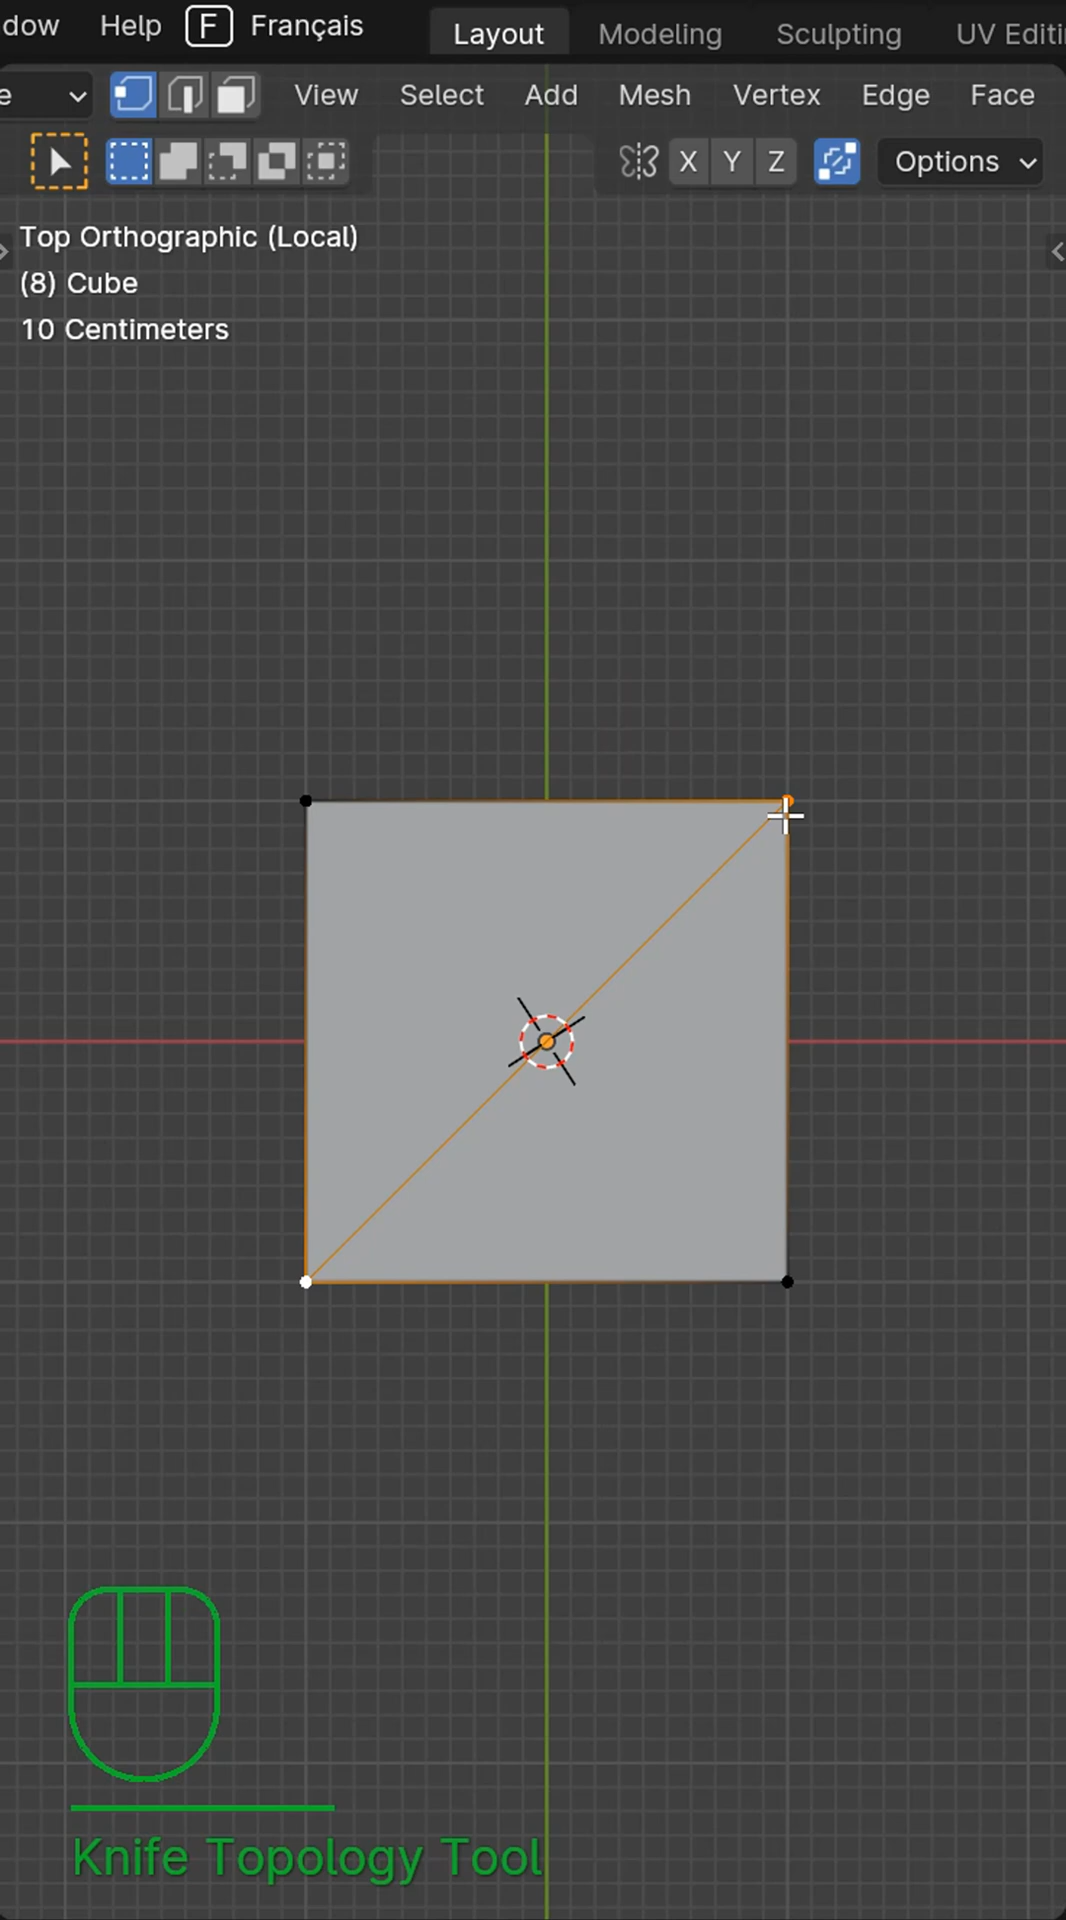 dow Help F Français Layout Modeling Sculpting UV Editi
e View Select Add Mesh Vertex Edge Face
X Y Z Options
Top Orthographic (Local)
(8) Cube
10 Centimeters
Knife Topology Tool